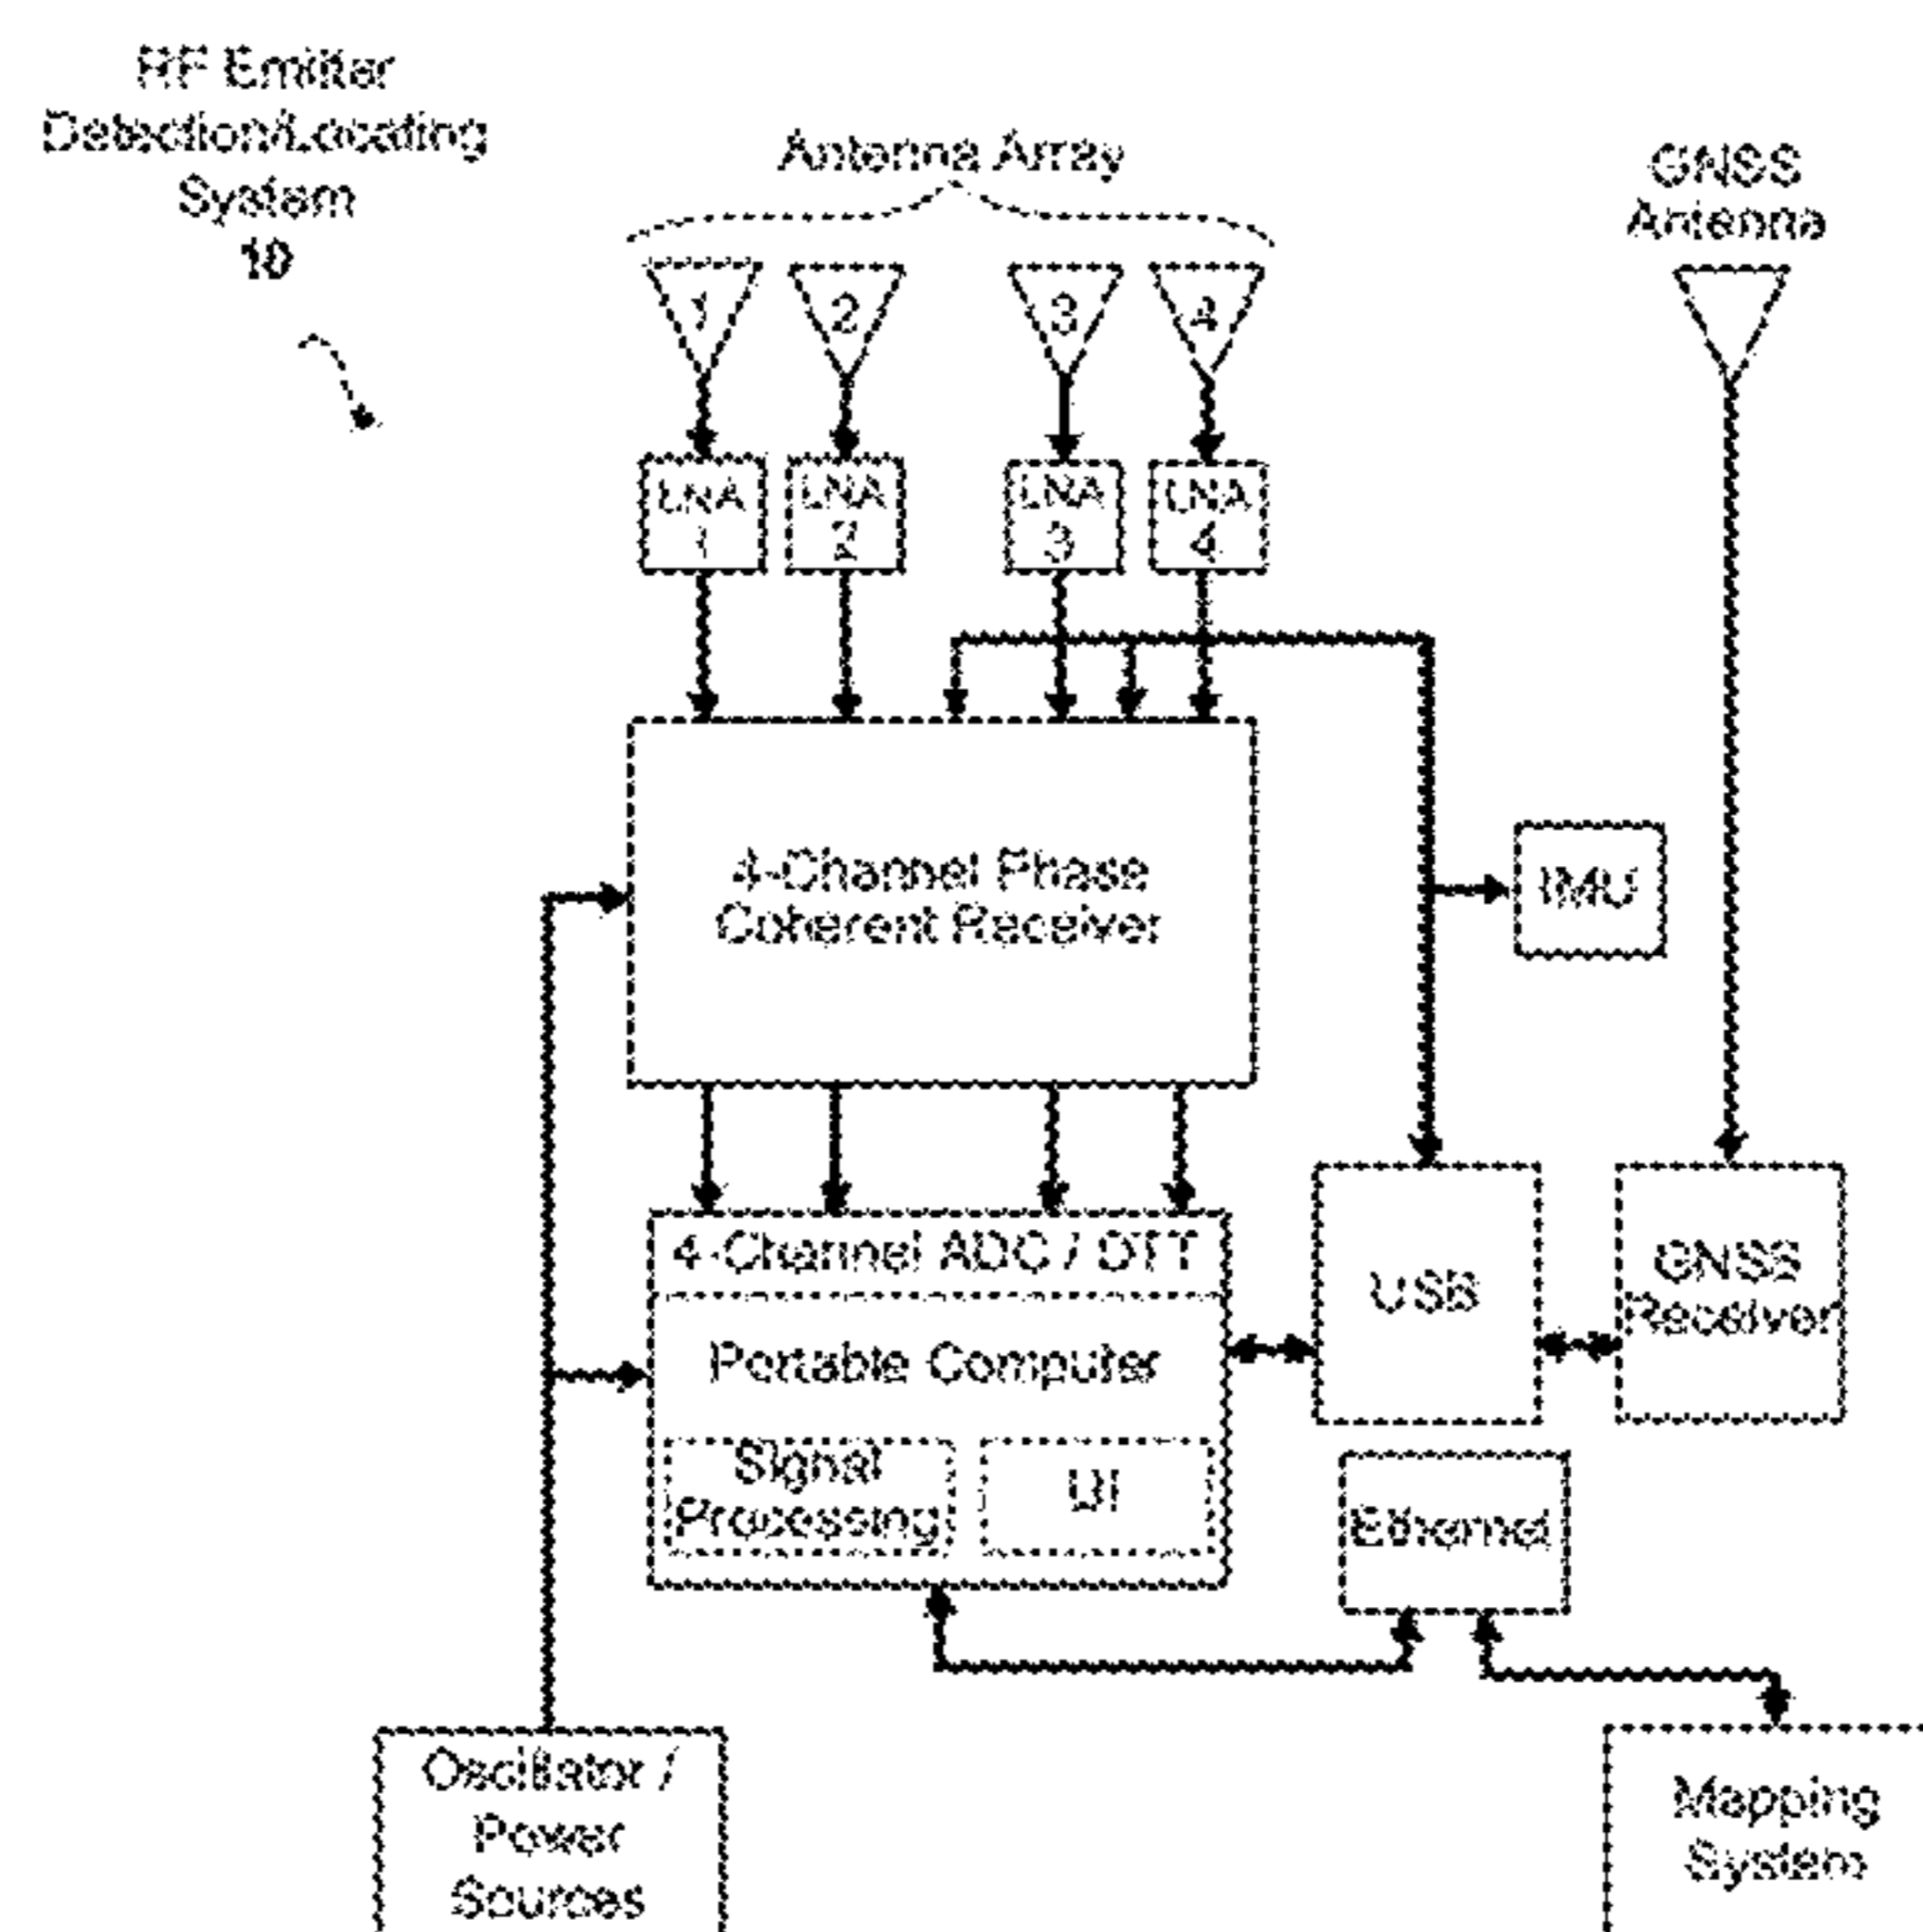 RF Emitter
Detection/Locating
System
10
Antenna Array
GNSS
Antenna
1
2
3
4
LNA
1
LNA
2
LNA
3
LNA
4
4-Channel Phase
Coherent Receiver
IMU
4-Channel ADC / DTT
Portable Computer
Signal
Processing
UI
USB
GNSS
Receiver
Ethernet
Oscillator /
Power
Sources
Mapping
System